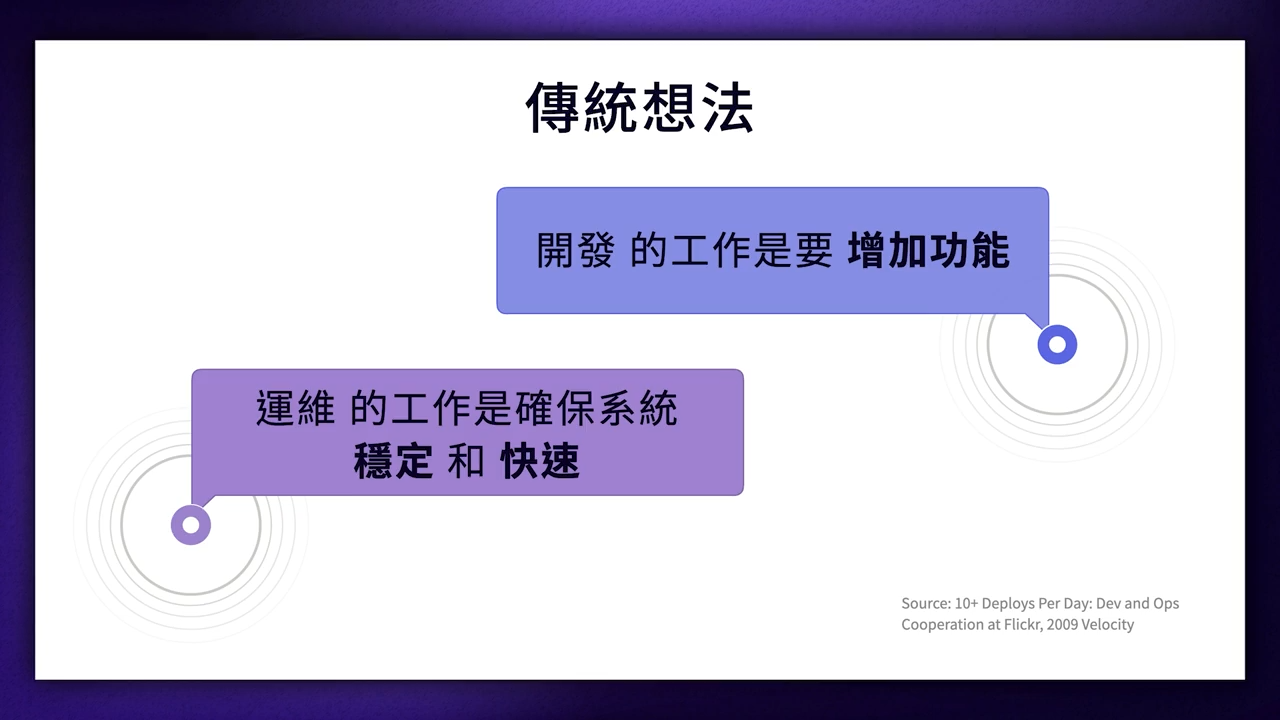 傳統想法
開發 的工作是要 增加功能
運維 的工作是確保系統
穩定 和 快速
Source: 10+ Deploys Per Day: Dev and Ops
Cooperation at Flickr, 2009 Velocity